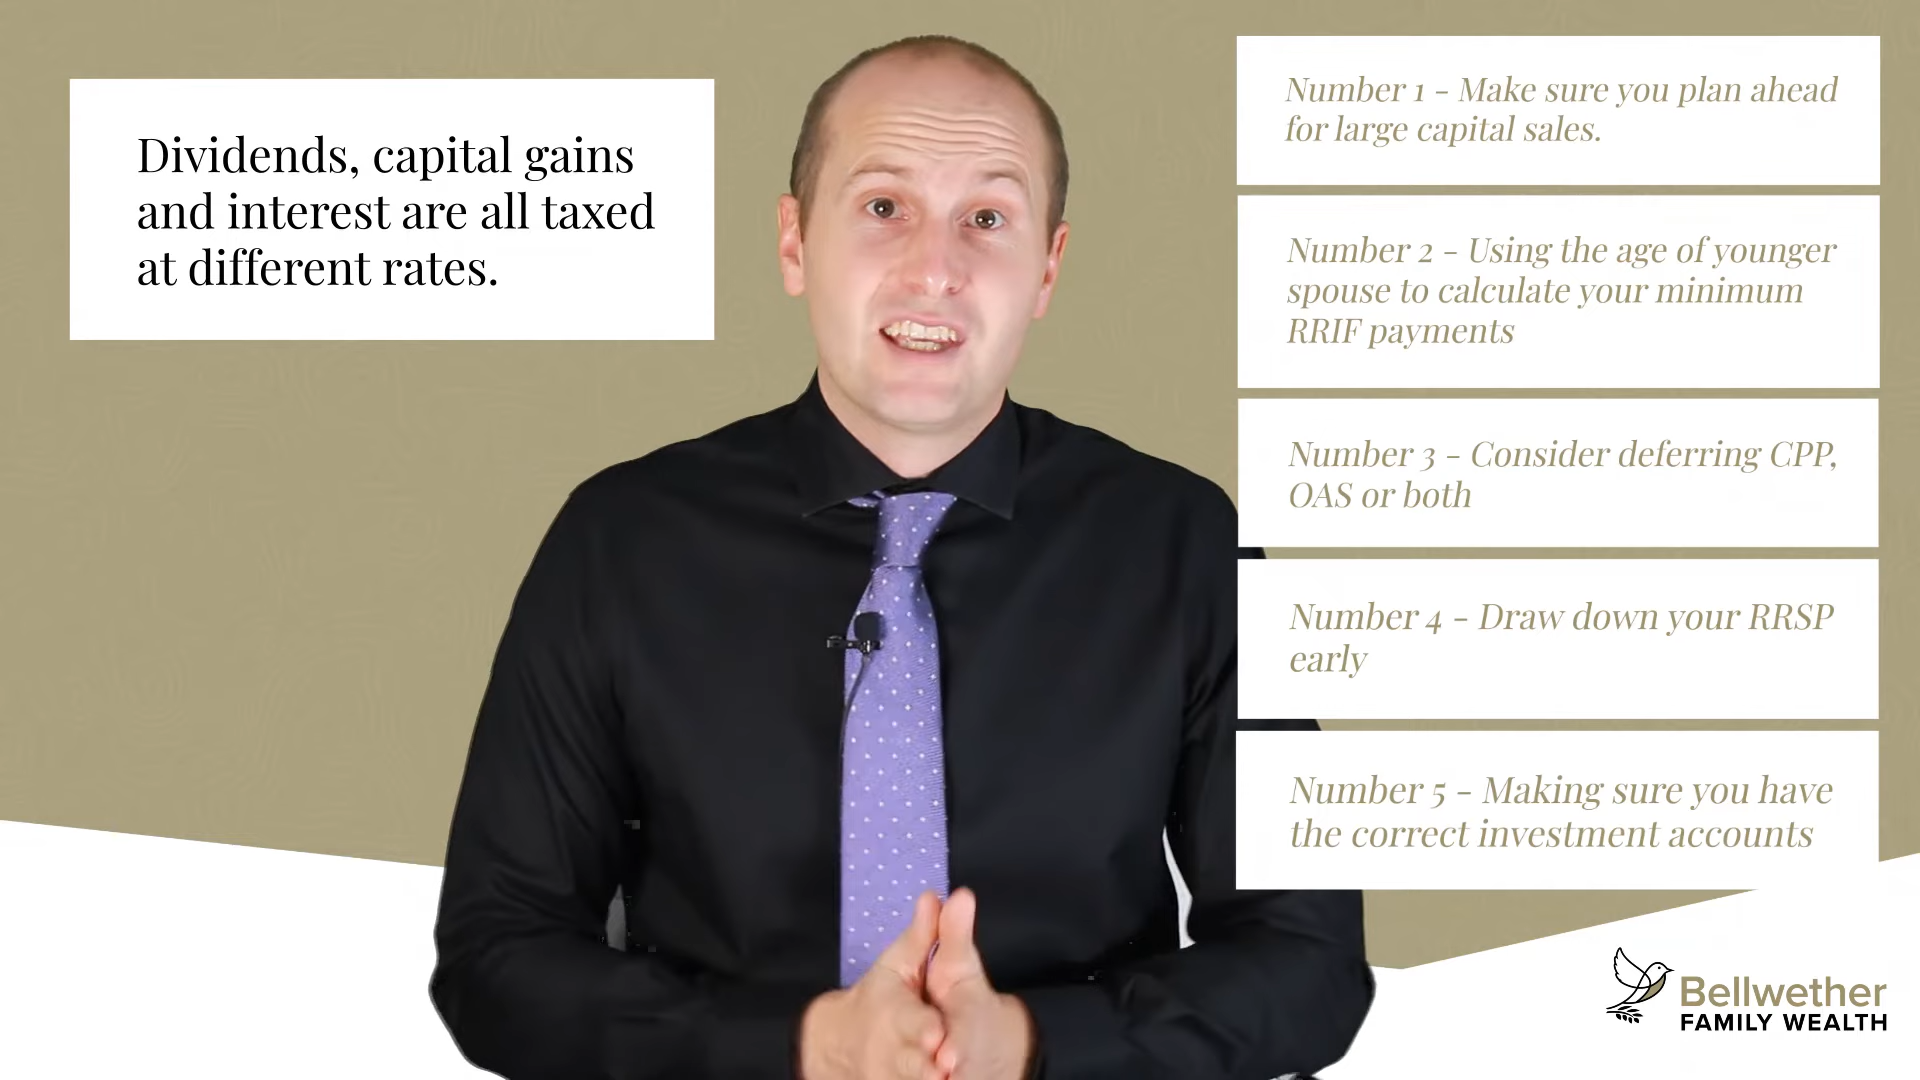 Dividends, capital gains
and interest are all taxed
at different rates.
Number 1 - Make sure you plan ahead
for large capital sales.
Number 2 - Using the age of younger
spouse to calculate your minimum
RRIF payments
Number 3 - Consider deferring CPP,
OAS or both
Number 4 - Draw down your RRSP
early
Number 5 - Making sure you have
the correct investment accounts
Bellwether
FAMILY WEALTH